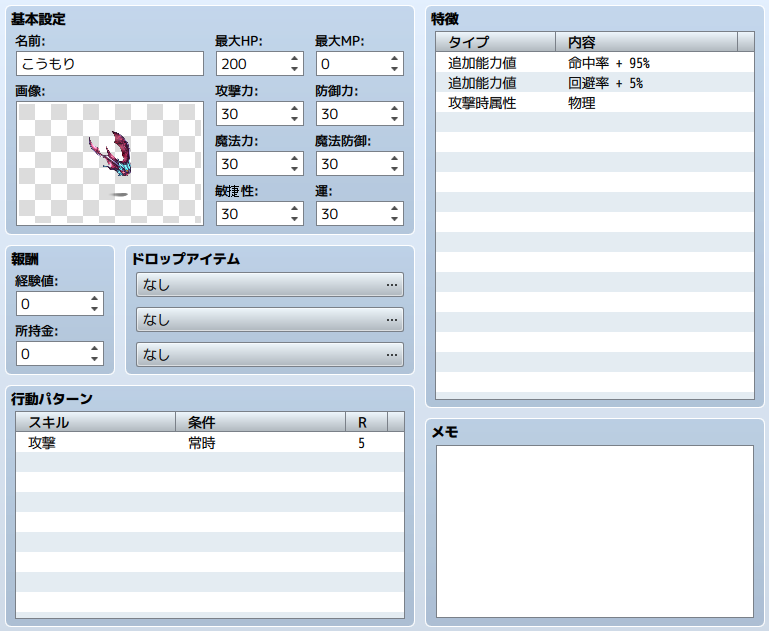 基本設定
名前:
こうもり
画像:
最大HP:
200
最大MP:
0
攻撃力:
30
防御力:
30
魔法力:
30
魔法防御:
30
敏捷性:
30
運:
30
報酬
経験値:
0
所持金:
0
ドロップアイテム
なし ...
なし ...
なし ...
行動パターン
スキル 条件 R
攻撃 常時 5
特徴
タイプ 内容
追加能力値 命中率 + 95%
追加能力値 回避率 + 5%
攻撃時属性 物理
メモ